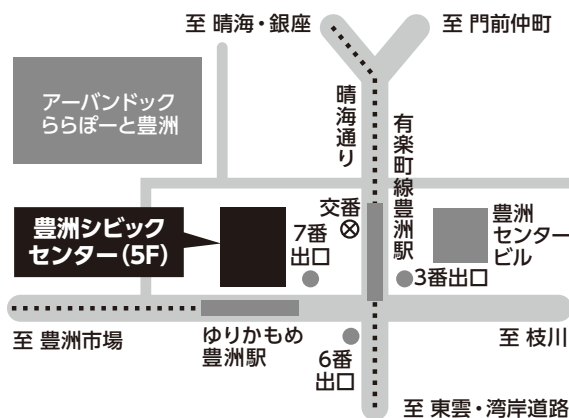 至 晴海・銀座
至 門前仲町
アーバンドック
ららぽーと豊洲
晴海通り
有楽町線豊洲駅
豊洲シビック
センター(5F)
交番
7番
出口
豊洲
センター
ビル
3番出口
至 豊洲市場
ゆりかもめ
豊洲駅
6番
出口
至 枝川
至 東雲・湾岸道路